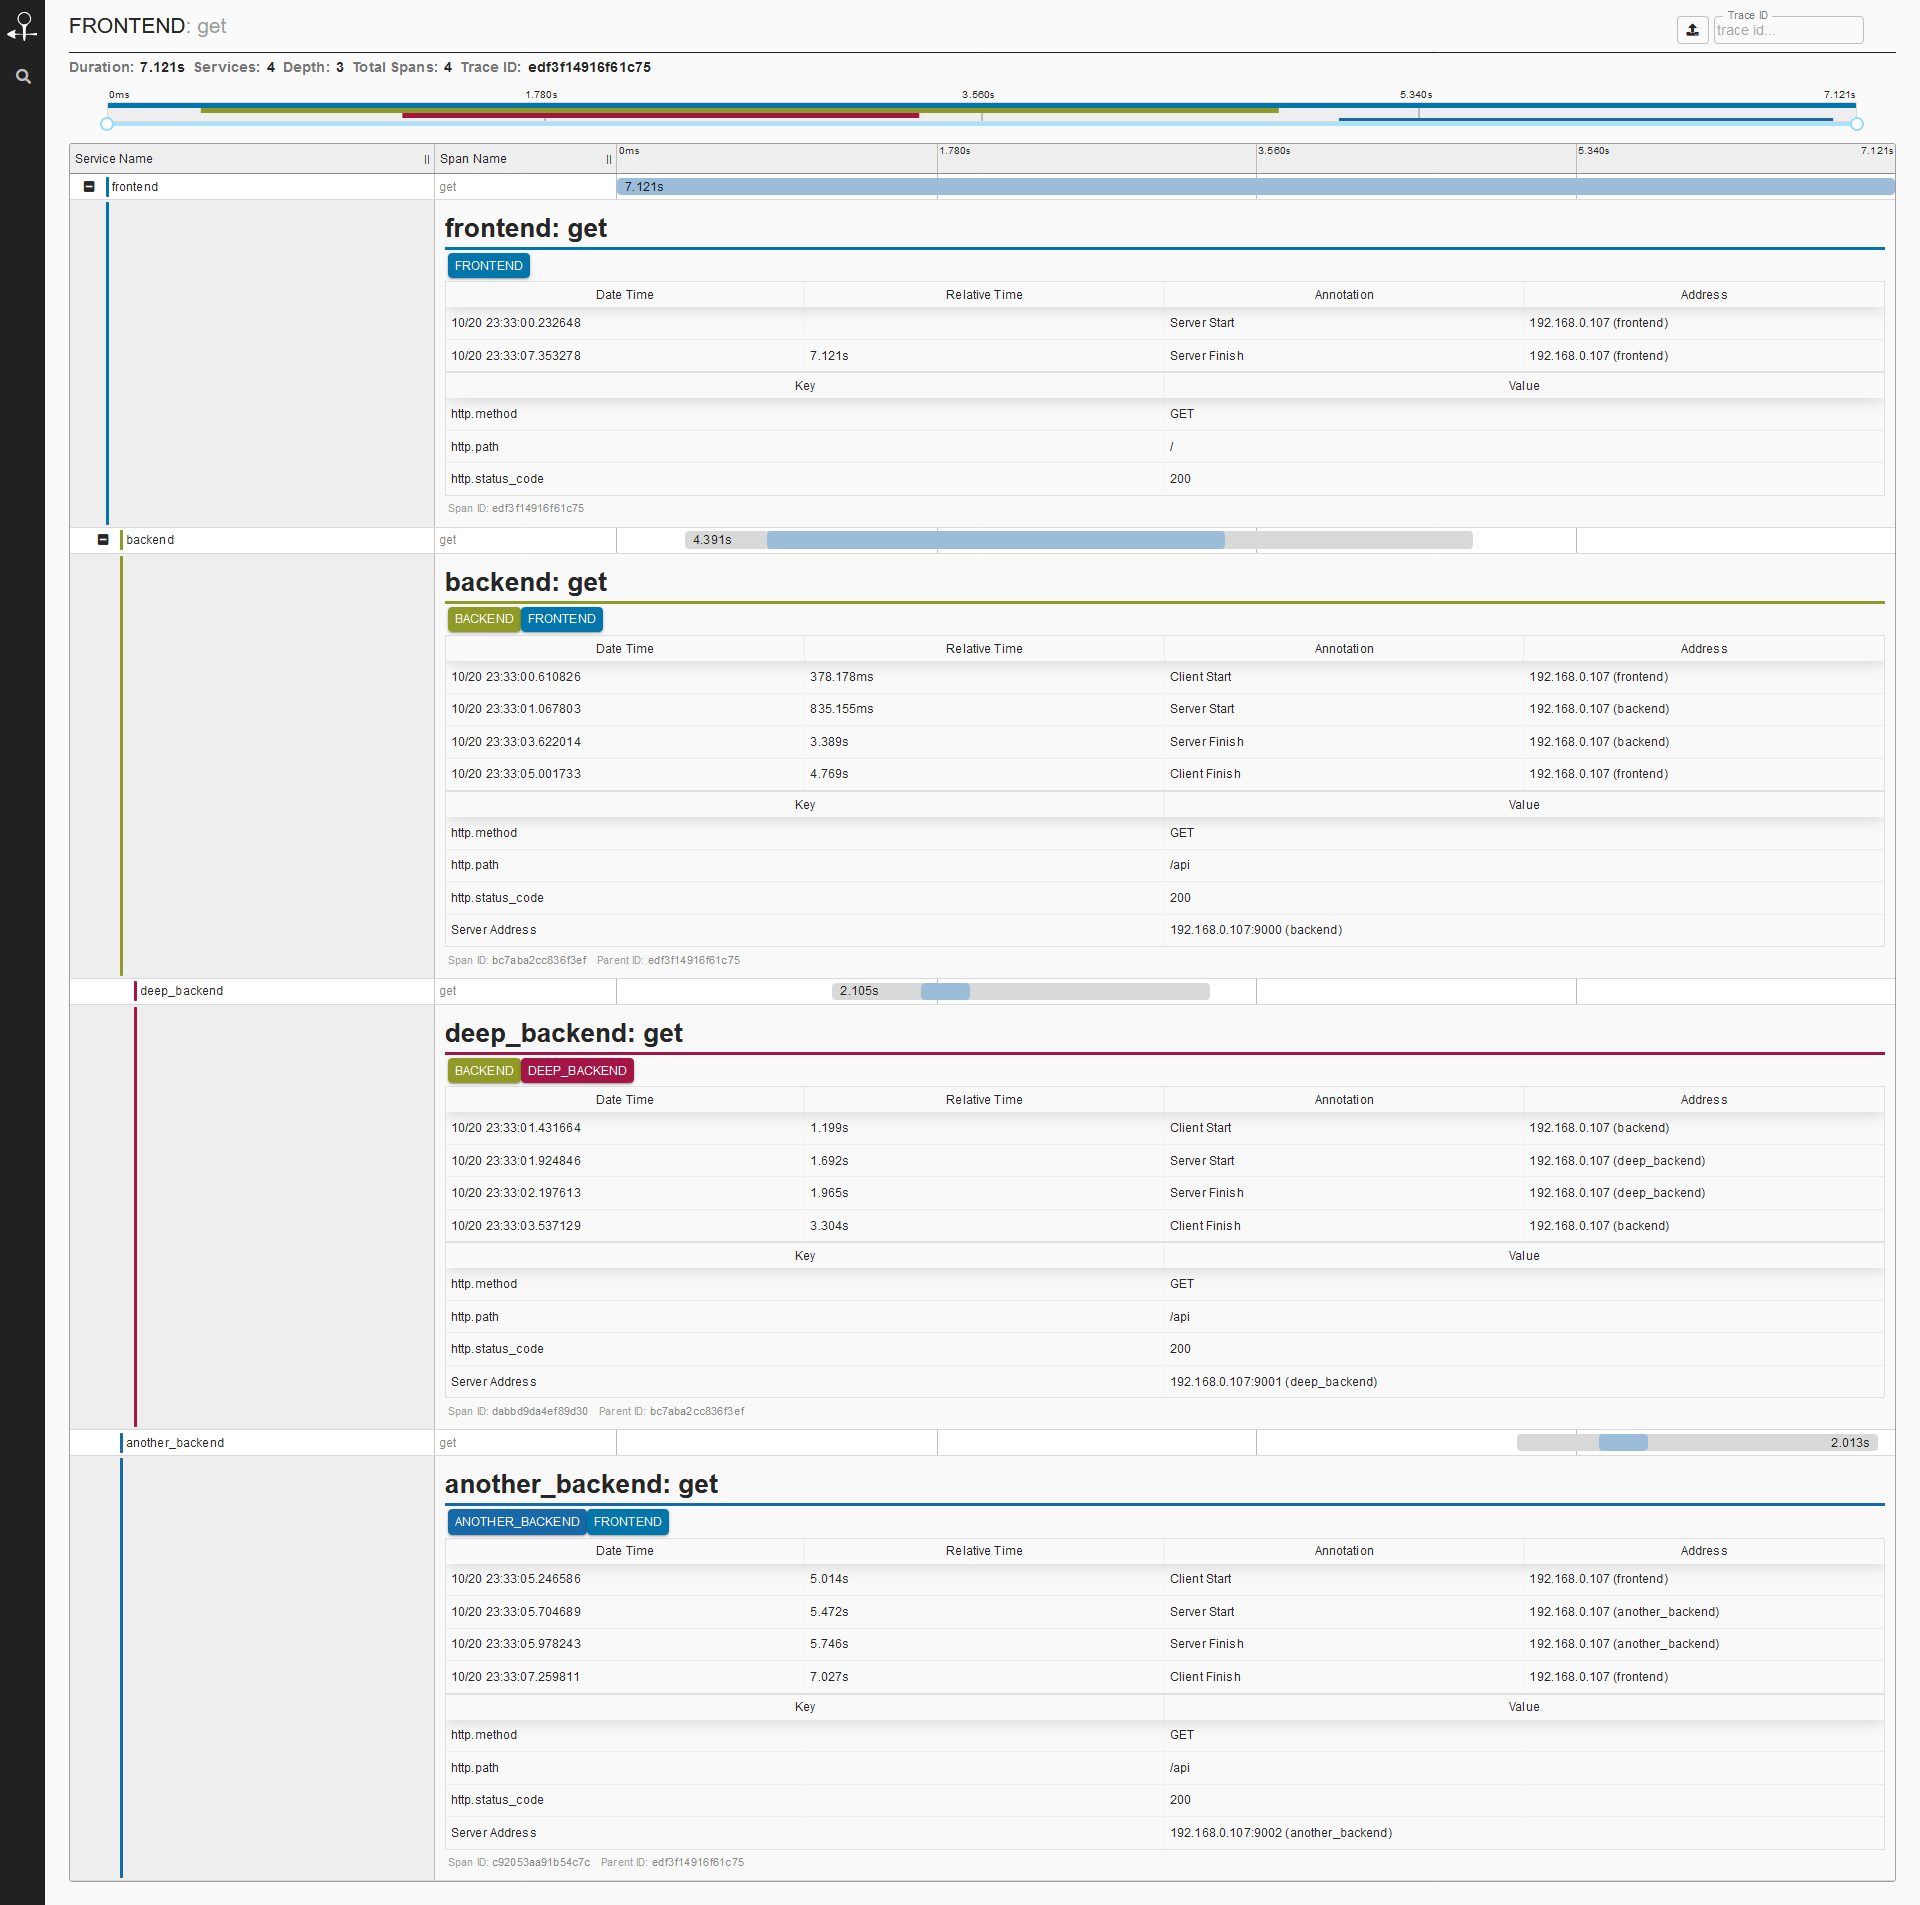 FRONTEND: get
Trace ID
trace id...
Duration: 7.121s Services: 4 Depth: 3 Total Spans: 4 Trace ID: edf3f14916f61c75
0ms 1.780s 3.560s 5.340s 7.121s
Service Name Span Name 0ms 1.780s 3.560s 5.340s 7.121s
frontend get 7.121s
frontend: get
FRONTEND
Date Time Relative Time Annotation Address
10/20 23:33:00.232648 Server Start 192.168.0.107 (frontend)
10/20 23:33:07.353278 7.121s Server Finish 192.168.0.107 (frontend)
Key Value
http.method GET
http.path /
http.status_code 200
Span ID: edf3f14916f61c75
backend get 4.391s
backend: get
BACKEND FRONTEND
Date Time Relative Time Annotation Address
10/20 23:33:00.610826 378.178ms Client Start 192.168.0.107 (frontend)
10/20 23:33:01.067803 835.155ms Server Start 192.168.0.107 (backend)
10/20 23:33:03.622014 3.389s Server Finish 192.168.0.107 (backend)
10/20 23:33:05.001733 4.769s Client Finish 192.168.0.107 (frontend)
Key Value
http.method GET
http.path /api
http.status_code 200
Server Address 192.168.0.107:9000 (backend)
Span ID: bc7aba2cc836f3ef Parent ID: edf3f14916f61c75
deep_backend get 2.105s
deep_backend: get
BACKEND DEEP_BACKEND
Date Time Relative Time Annotation Address
10/20 23:33:01.431664 1.199s Client Start 192.168.0.107 (backend)
10/20 23:33:01.924846 1.692s Server Start 192.168.0.107 (deep_backend)
10/20 23:33:02.197613 1.965s Server Finish 192.168.0.107 (deep_backend)
10/20 23:33:03.537129 3.304s Client Finish 192.168.0.107 (backend)
Key Value
http.method GET
http.path /api
http.status_code 200
Server Address 192.168.0.107:9001 (deep_backend)
Span ID: dabbd9da4ef89d30 Parent ID: bc7aba2cc836f3ef
another_backend get 2.013s
another_backend: get
ANOTHER_BACKEND FRONTEND
Date Time Relative Time Annotation Address
10/20 23:33:05.246586 5.014s Client Start 192.168.0.107 (frontend)
10/20 23:33:05.704689 5.472s Server Start 192.168.0.107 (another_backend)
10/20 23:33:05.978243 5.746s Server Finish 192.168.0.107 (another_backend)
10/20 23:33:07.259811 7.027s Client Finish 192.168.0.107 (frontend)
Key Value
http.method GET
http.path /api
http.status_code 200
Server Address 192.168.0.107:9002 (another_backend)
Span ID: c92053aa91b54c7c Parent ID: edf3f14916f61c75